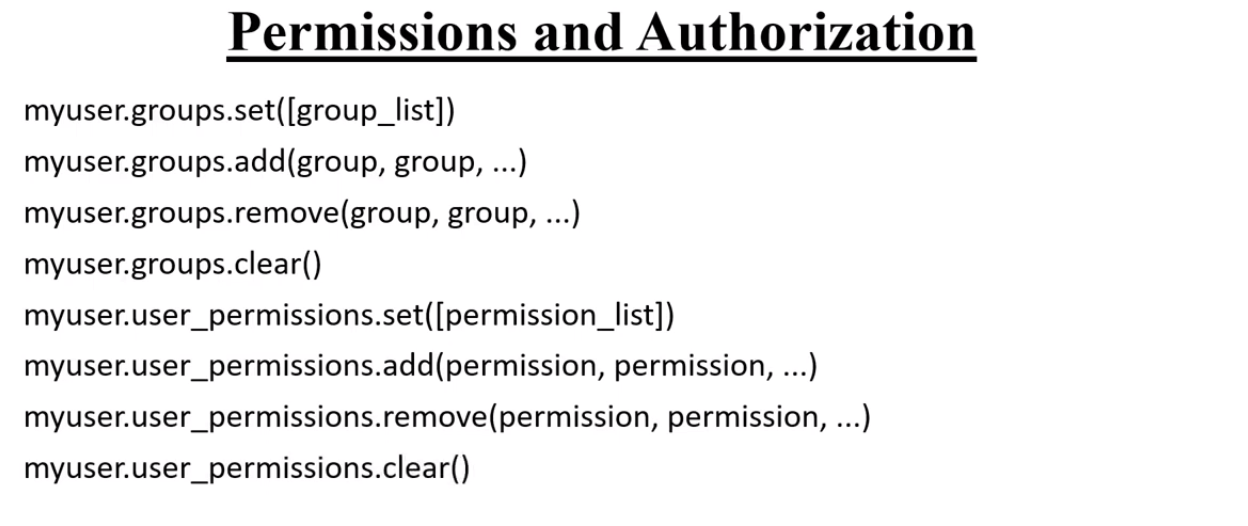 Permissions and Authorization
myuser.groups.set([group_list])
myuser.groups.add(group, group, ...)
myuser.groups.remove(group, group, ...)
myuser.groups.clear()
myuser.user_permissions.set([permission_list])
myuser.user_permissions.add(permission, permission, ...)
myuser.user_permissions.remove(permission, permission, ...)
myuser.user_permissions.clear()